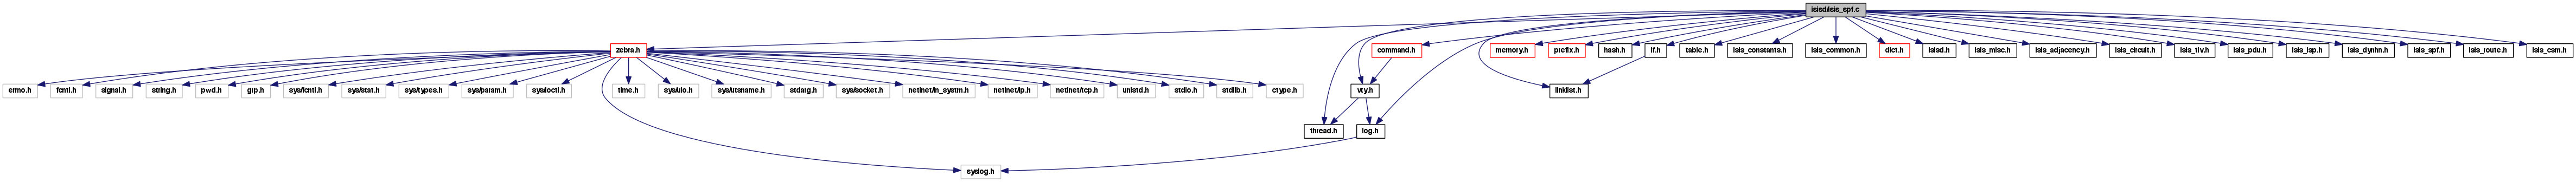 isisd/isis_spf.c
zebra.h
command.h
memory.h
prefix.h
hash.h
if.h
table.h
isis_constants.h
isis_common.h
dict.h
isisd.h
isis_misc.h
isis_adjacency.h
isis_circuit.h
isis_tlv.h
isis_pdu.h
isis_lsp.h
isis_dynhn.h
isis_spf.h
isis_route.h
isis_csm.h
errno.h
fcntl.h
signal.h
string.h
pwd.h
grp.h
sys/fcntl.h
sys/stat.h
sys/types.h
sys/param.h
sys/ioctl.h
time.h
sys/uio.h
sys/utsname.h
stdarg.h
sys/socket.h
netinet/in_systm.h
netinet/ip.h
netinet/tcp.h
unistd.h
stdio.h
stdlib.h
ctype.h
vty.h
linklist.h
thread.h
log.h
syslog.h